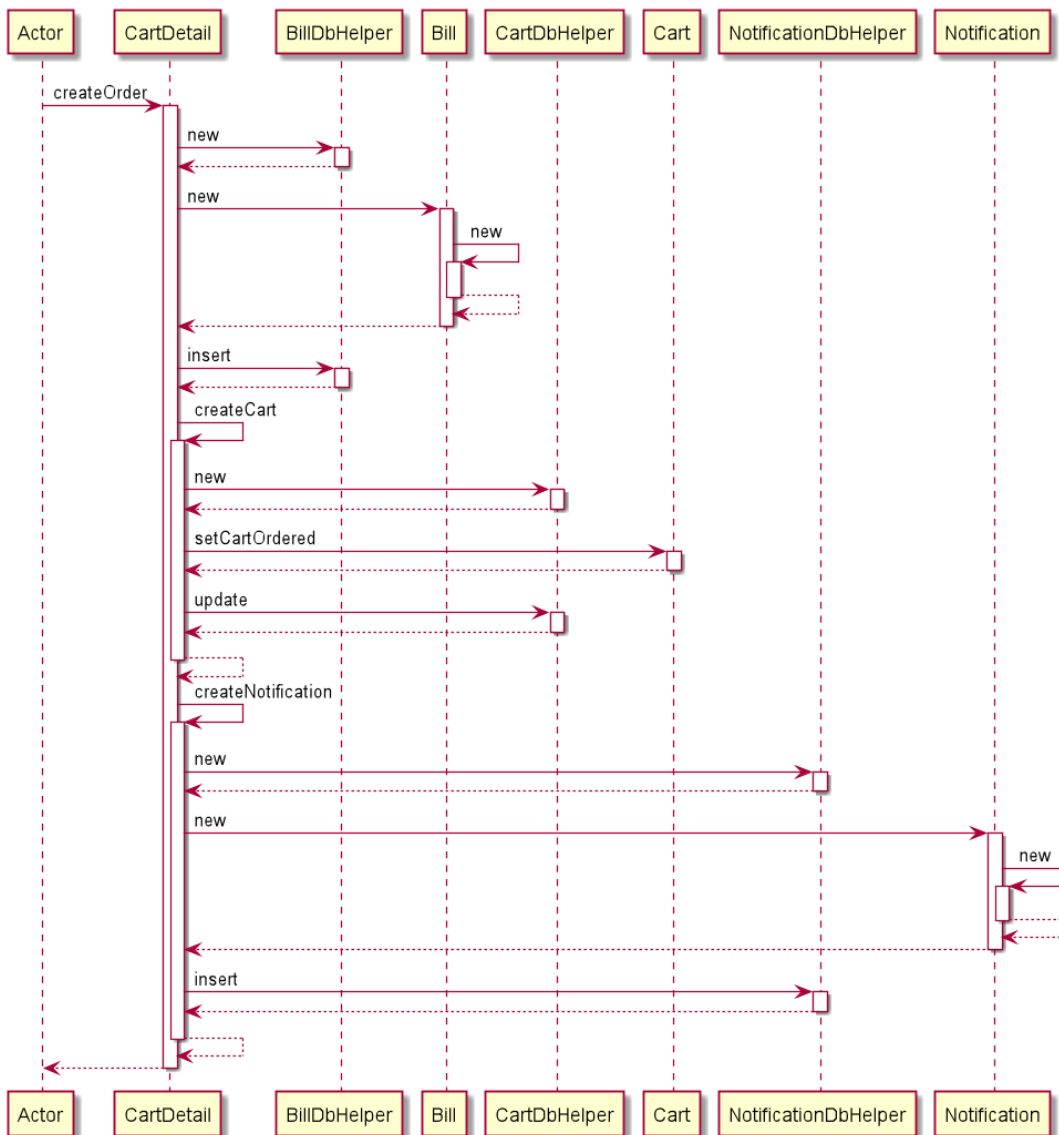 Actor CartDetail BillDbHelper Bill CartDbHelper Cart NotificationDbHelper Notification
createOrder
new
new
new
insert
createCart
new
setCartOrdered
update
createNotification
new
new
new
insert
Actor CartDetail BillDbHelper Bill CartDbHelper Cart NotificationDbHelper Notification